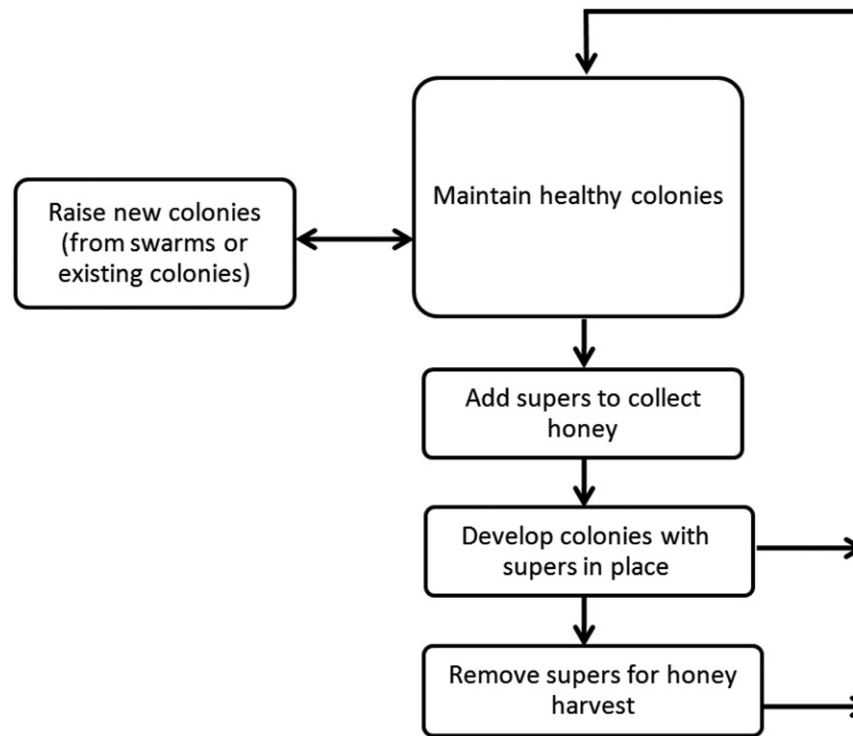 Maintain healthy colonies
Raise new colonies
(from swarms or
existing colonies)
Add supers to collect
honey
Develop colonies with
supers in place
Remove supers for honey
harvest